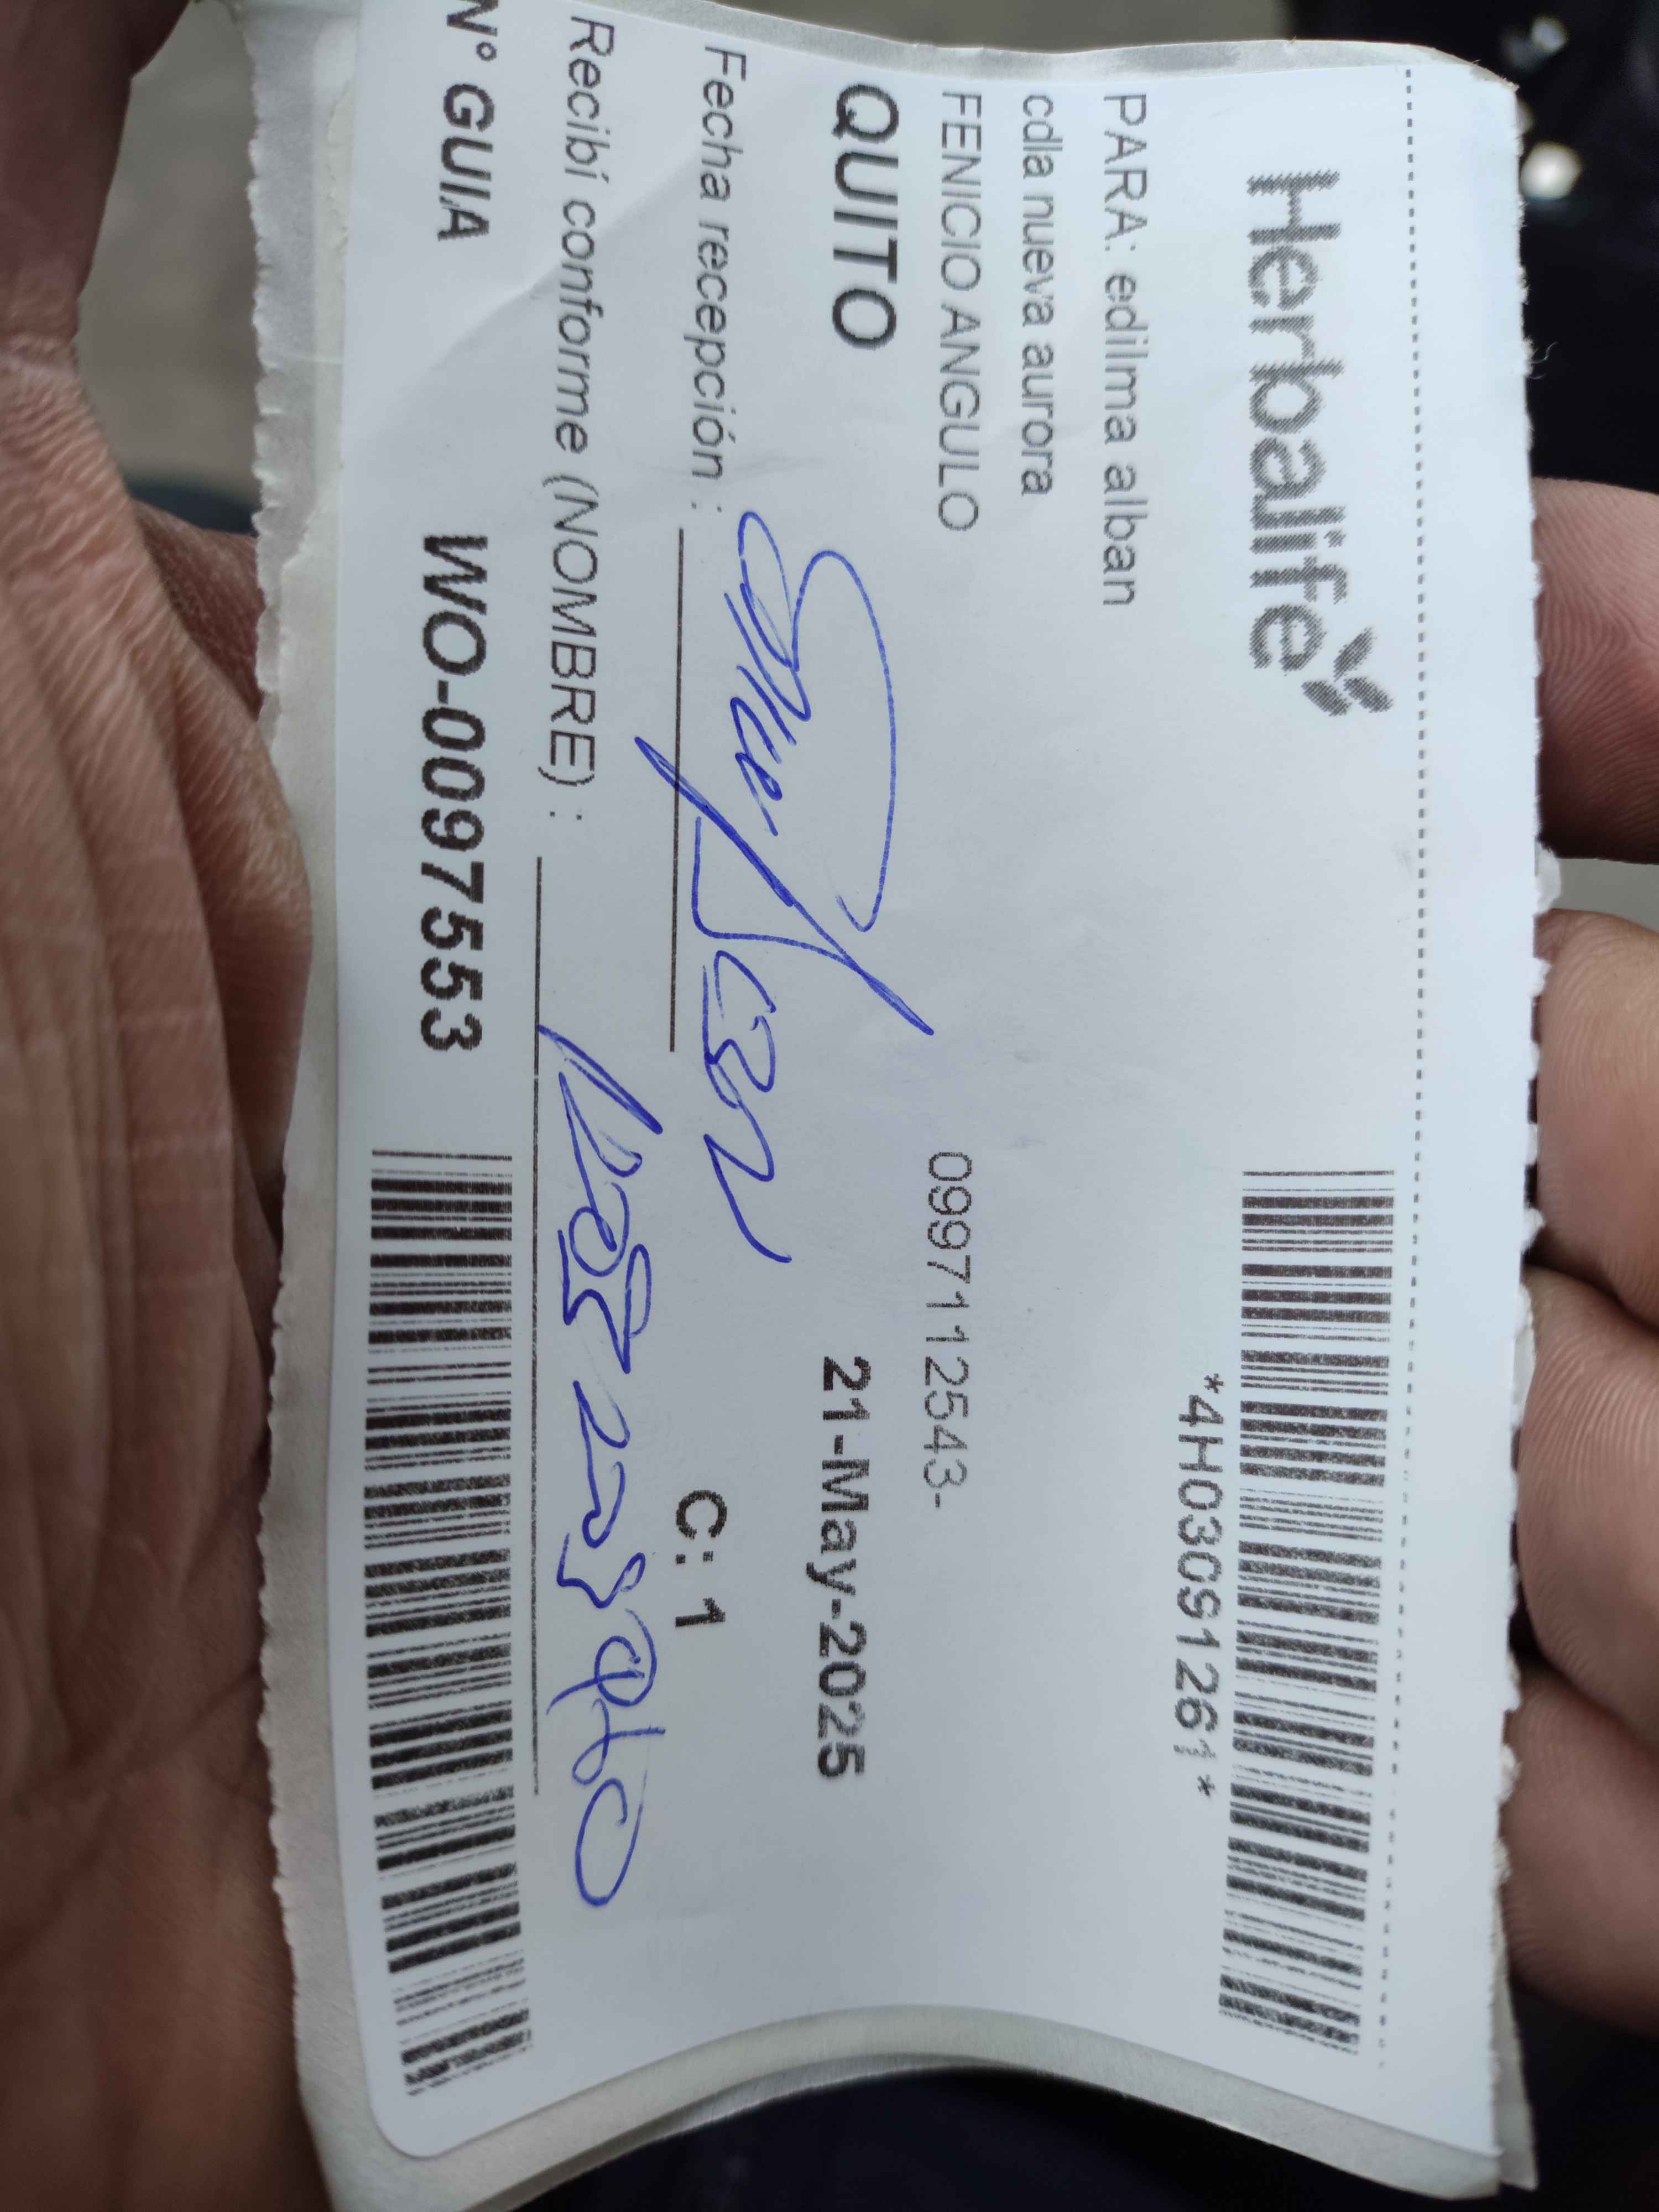 Herbalife
*4H03091261*
PARA: edilma alban
cdla nueva aurora
FENICIO ANGULO 0997112543-
QUITO 21-May-2025
Fecha recepción : C: 1
Recibí conforme (NOMBRE) :
N° GUIA WO-0097553